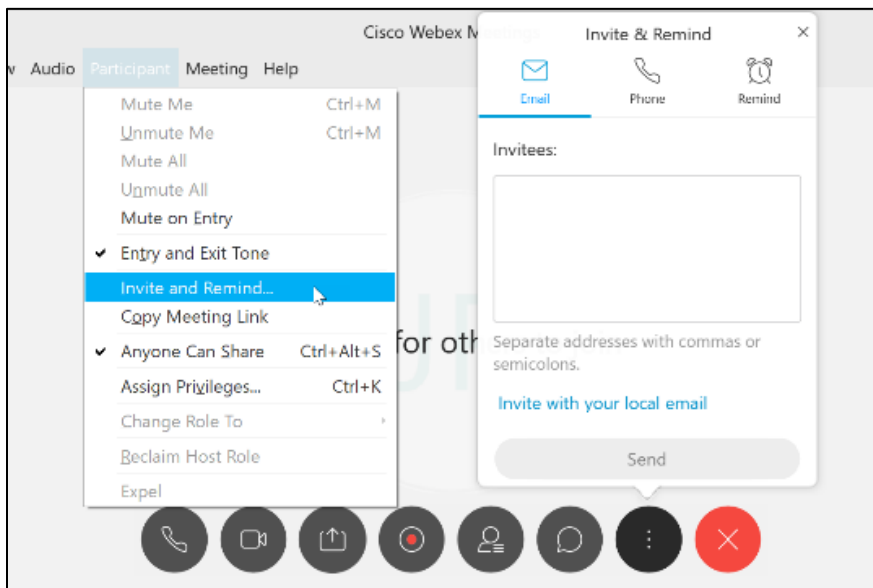 Cisco Webex M
w Audio Participant Meeting Help
Mute Me Ctrl+M
Unmute Me Ctrl+M
Mute All
Unmute All
Mute on Entry
✓ Entry and Exit Tone
Invite and Remind...
Copy Meeting Link
✓ Anyone Can Share Ctrl+Alt+S
Assign Privileges... Ctrl+K
Change Role To ›
Reclaim Host Role
Expel
for oth
Invite & Remind ×
Email Phone Remind
Invitees:
Separate addresses with commas or
semicolons.
Invite with your local email
Send